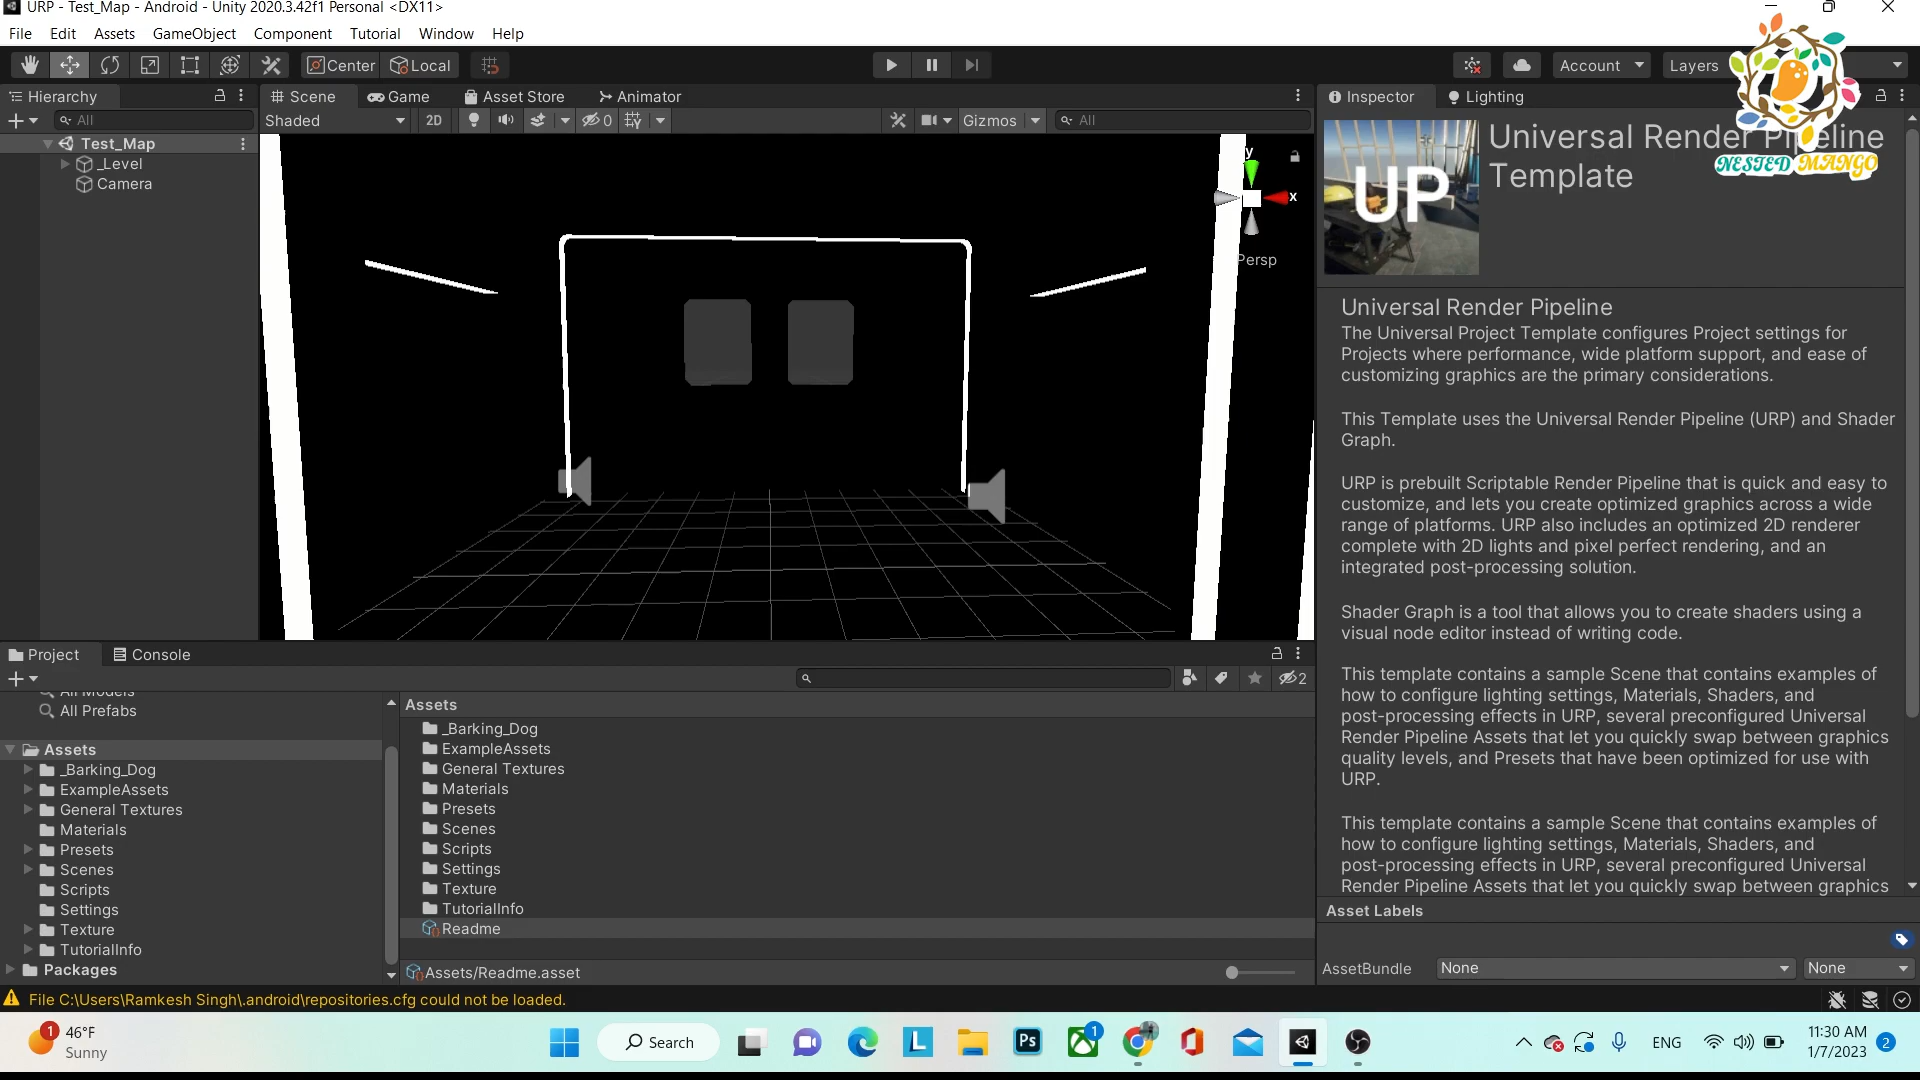 URP - Test_Map - Android - Unity 2020.3.42f1 Personal <DX11>
File Edit Assets GameObject Component Tutorial Window Help
Center Local Account Layers
Hierarchy Scene Game Asset Store Animator Inspector Lighting
All Shaded 2D 0 Gizmos All
Test_Map
_Level
Camera
y
x
Persp
UP
Universal Render Pipeline
Template
NESTED MANGO
Universal Render Pipeline
The Universal Project Template configures Project settings for
Projects where performance, wide platform support, and ease of
customizing graphics are the primary considerations.
This Template uses the Universal Render Pipeline (URP) and Shader
Graph.
URP is prebuilt Scriptable Render Pipeline that is quick and easy to
customize, and lets you create optimized graphics across a wide
range of platforms. URP also includes an optimized 2D renderer
complete with 2D lights and pixel perfect rendering, and an
integrated post-processing solution.
Shader Graph is a tool that allows you to create shaders using a
visual node editor instead of writing code.
This template contains a sample Scene that contains examples of
how to configure lighting settings, Materials, Shaders, and
post-processing effects in URP, several preconfigured Universal
Render Pipeline Assets that let you quickly swap between graphics
quality levels, and Presets that have been optimized for use with
URP.
This template contains a sample Scene that contains examples of
how to configure lighting settings, Materials, Shaders, and
post-processing effects in URP, several preconfigured Universal
Render Pipeline Assets that let you quickly swap between graphics
Asset Labels
AssetBundle None None
Project Console
2
All Models
All Prefabs
Assets
_Barking_Dog
ExampleAssets
General Textures
Materials
Presets
Scenes
Scripts
Settings
Texture
TutorialInfo
Packages
Assets
_Barking_Dog
ExampleAssets
General Textures
Materials
Presets
Scenes
Scripts
Settings
Texture
TutorialInfo
Readme
Assets/Readme.asset
File C:\Users\Ramkesh Singh\.android\repositories.cfg could not be loaded.
1
46°F
Sunny
Search
L
Ps
1
ENG
11:30 AM
1/7/2023
2